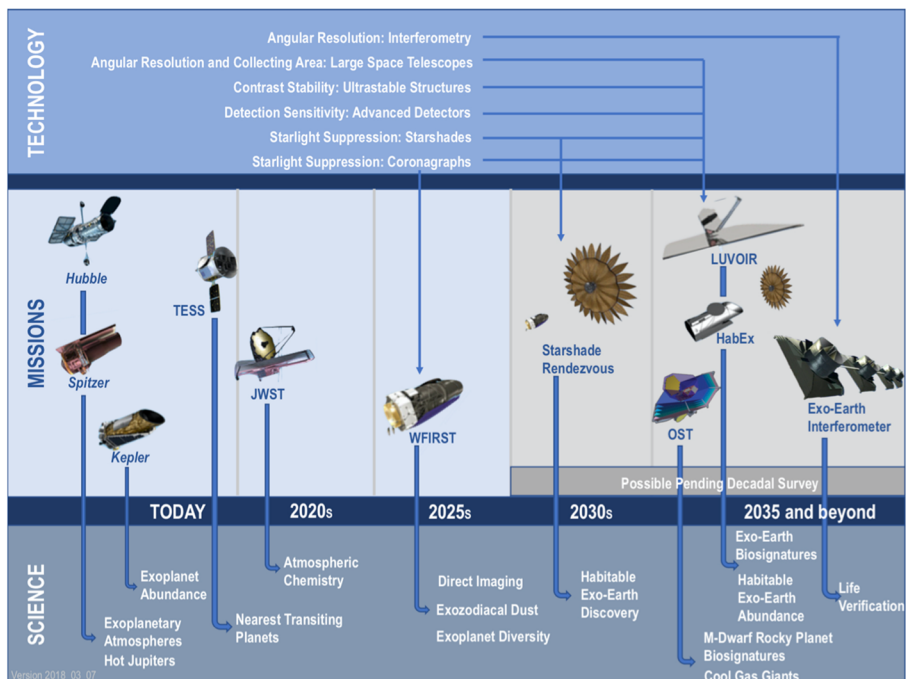 TECHNOLOGY
Angular Resolution: Interferometry
Angular Resolution and Collecting Area: Large Space Telescopes
Contrast Stability: Ultrastable Structures
Detection Sensitivity: Advanced Detectors
Starlight Suppression: Starshades
Starlight Suppression: Coronagraphs
MISSIONS
Hubble
Spitzer
Kepler
TESS
JWST
WFIRST
Starshade
Rendezvous
LUVOIR
HabEx
OST
Exo-Earth
Interferometer
Possible Pending Decadal Survey
TODAY
2020s
2025s
2030s
2035 and beyond
SCIENCE
Exoplanet
Abundance
Exoplanetary
Atmospheres
Hot Jupiters
Nearest Transiting
Planets
Atmospheric
Chemistry
Direct Imaging
Exozodiacal Dust
Exoplanet Diversity
Habitable
Exo-Earth
Discovery
Exo-Earth
Biosignatures
Habitable
Exo-Earth
Abundance
M-Dwarf Rocky Planet
Biosignatures
Cool Gas Giants
Life
Verification
Version 2018_03_07